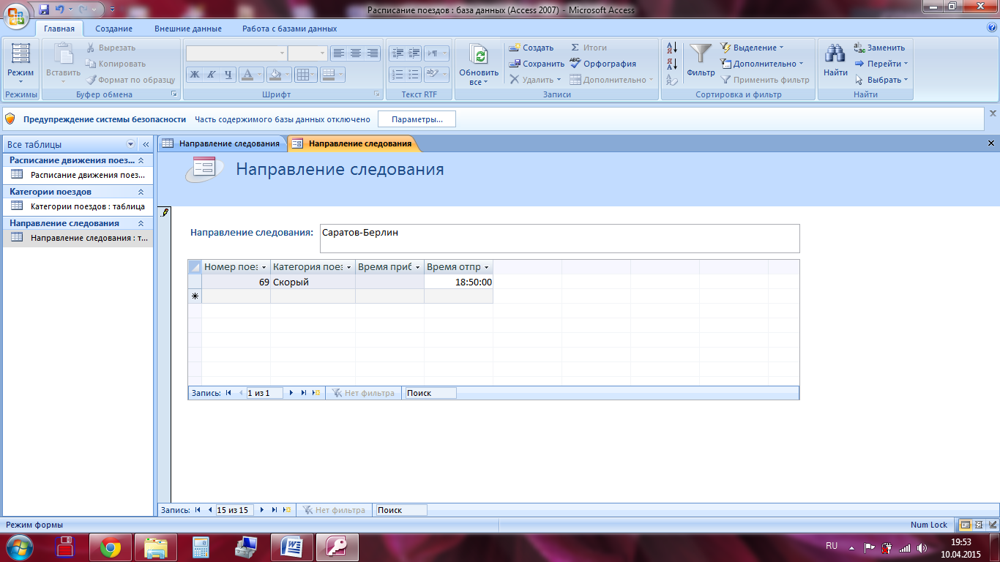 Расписание поездов : база данных (Access 2007) - Microsoft Access
Главная Создание Внешние данные Работа с базами данных
Режим
Режимы
Вставить
Вырезать
Копировать
Формат по образцу
Буфер обмена
Ж К Ч А
Шрифт
Текст RTF
Обновить все
Создать
Сохранить
Удалить
Σ Итоги
ABC Орфография
Дополнительно
Записи
Фильтр
Выделение
Дополнительно
Применить фильтр
Сортировка и фильтр
Найти
Заменить
Перейти
Выбрать
Найти
Предупреждение системы безопасности Часть содержимого базы данных отключено Параметры...
Все таблицы
Расписание движения поез...
Расписание движения поез...
Категории поездов
Категории поездов : таблица
Направление следования
Направление следования : т...
Направление следования Направление следования
Направление следования
Направление следования: Саратов-Берлин
Номер поез Категория поез Время приб Время отпр
69 Скорый 18:50:00
Запись: 1 из 1 Нет фильтра Поиск
Запись: 15 из 15 Нет фильтра Поиск
Режим формы Num Lock
RU 19:53
10.04.2015